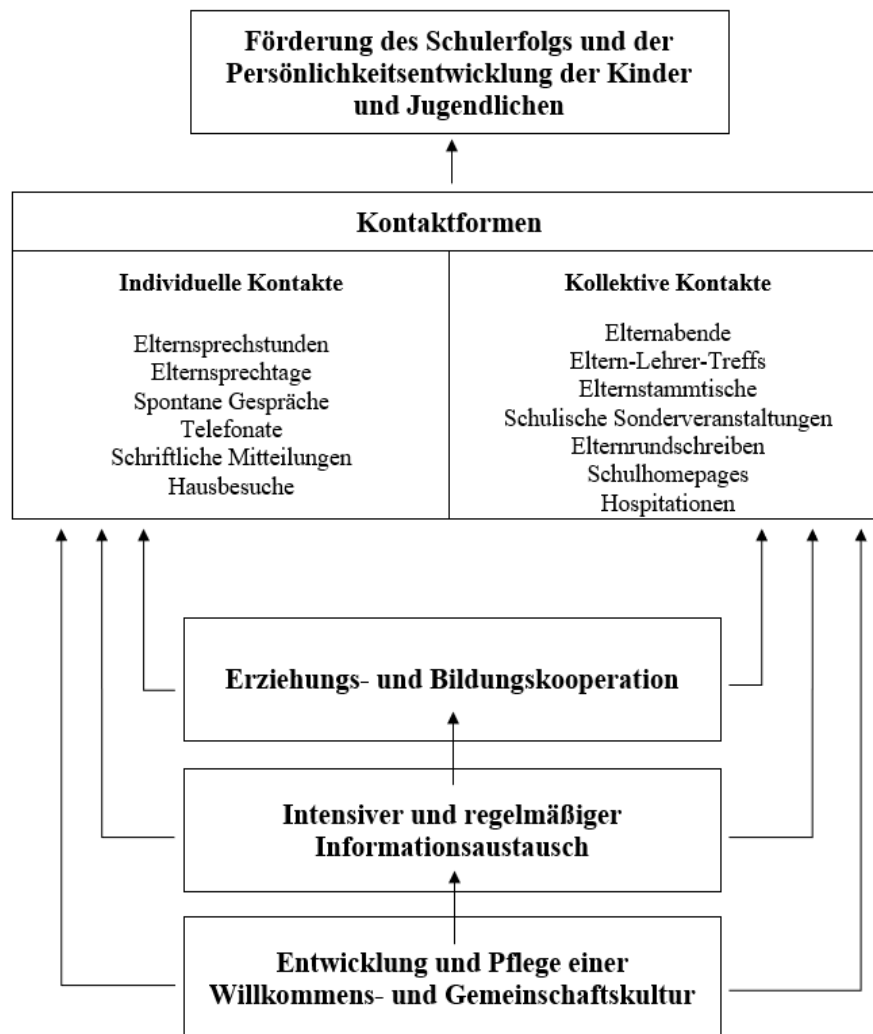 Förderung des Schulerfolgs und der
Persönlichkeitsentwicklung der Kinder
und Jugendlichen
Kontaktformen
Individuelle Kontakte
Elternsprechstunden
Elternsprechtage
Spontane Gespräche
Telefonate
Schriftliche Mitteilungen
Hausbesuche
Kollektive Kontakte
Elternabende
Eltern-Lehrer-Treffs
Elternstammtische
Schulische Sonderveranstaltungen
Elternrundschreiben
Schulhomepages
Hospitationen
Erziehungs- und Bildungskooperation
Intensiver und regelmäßiger
Informationsaustausch
Entwicklung und Pflege einer
Willkommens- und Gemeinschaftskultur